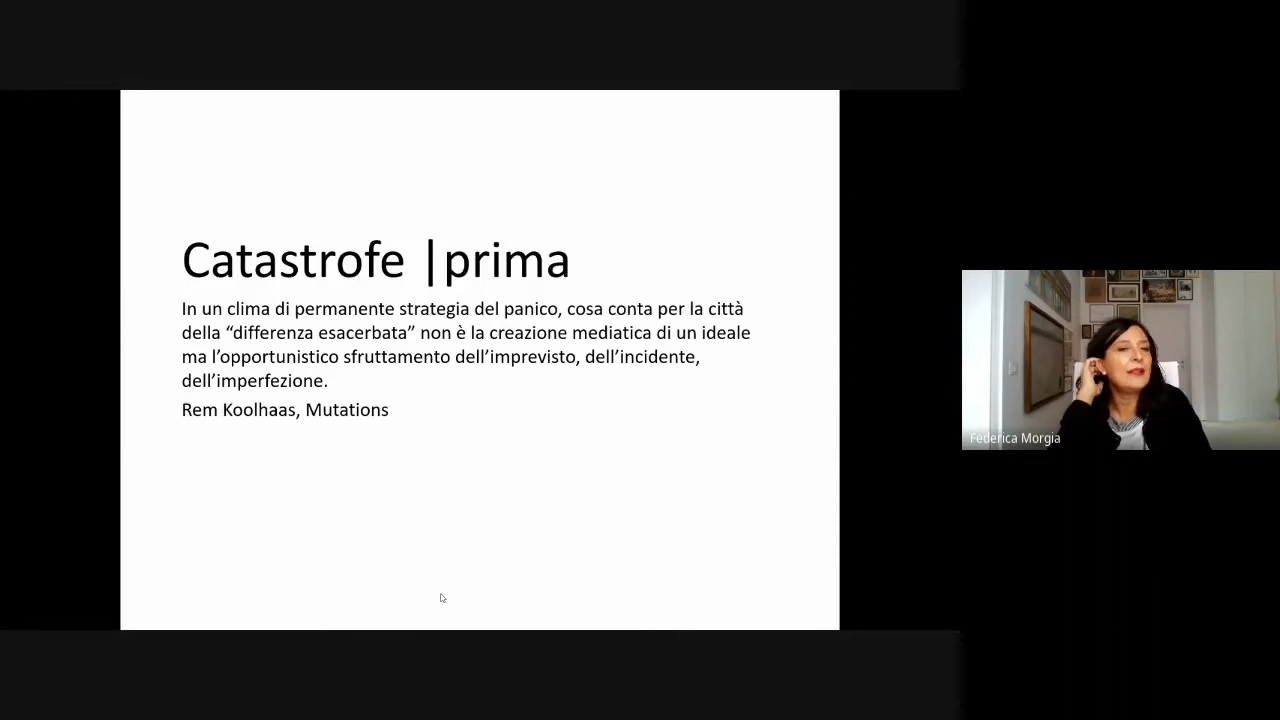 Catastrofe |prima
In un clima di permanente strategia del panico, cosa conta per la città
della “differenza esacerbata” non è la creazione mediatica di un ideale
ma l’opportunistico sfruttamento dell’imprevisto, dell’incidente,
dell’imperfezione.
Rem Koolhaas, Mutations
Federica Morgia